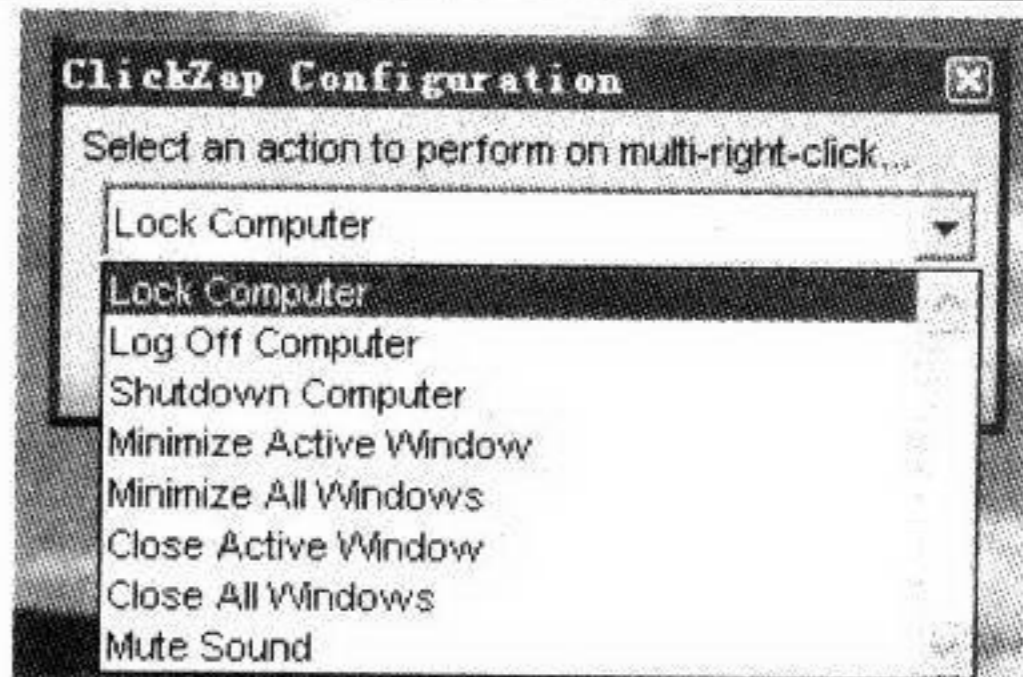 ClickZap Configuration
Select an action to perform on multi-right-click...
Lock Computer
Lock Computer
Log Off Computer
Shutdown Computer
Minimize Active Window
Minimize All Windows
Close Active Window
Close All Windows
Mute Sound